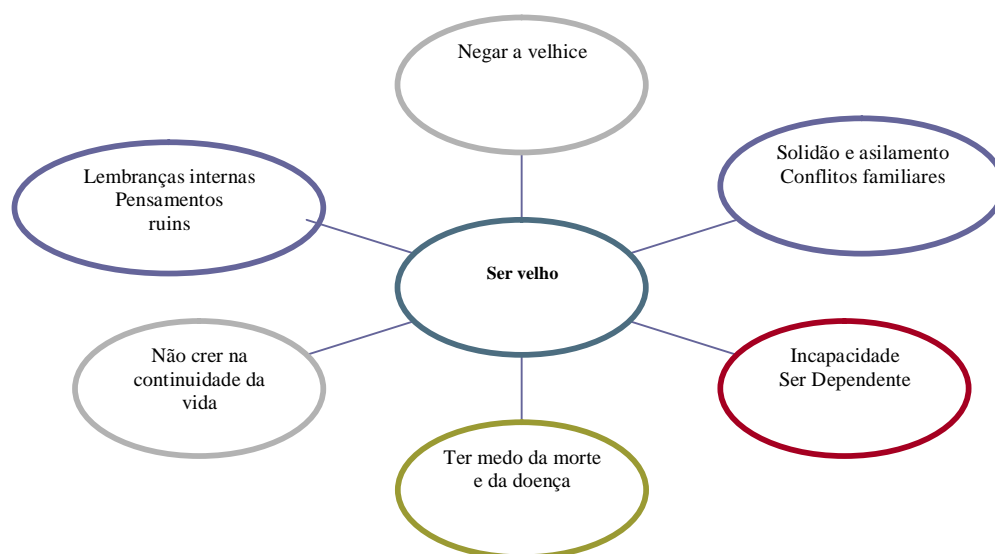 Negar a velhice
Solidão e asilamento
Conflitos familiares
Lembranças internas
Pensamentos
ruins
Ser velho
Não crer na
continuidade da
vida
Incapacidade
Ser Dependente
Ter medo da morte
e da doença